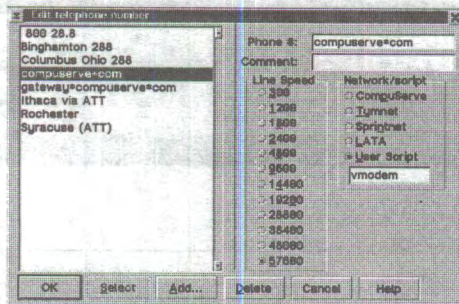 Edit telephone number
800 28.8
Binghamton 288
Columbus Ohio 288
compuserve*com
gateway*compuserve*com
Ithaca via ATT
Rochester
Syracuse (ATT)
Phone #: compuserve*com
Comment:
Line Speed
300
1200
1800
2400
4800
9600
14400
19200
28800
38400
57600
Network/script
CompuServe
Tymnet
Sprintnet
LATA
User Script
vmodem
OK Select Add... Delete Cancel Help